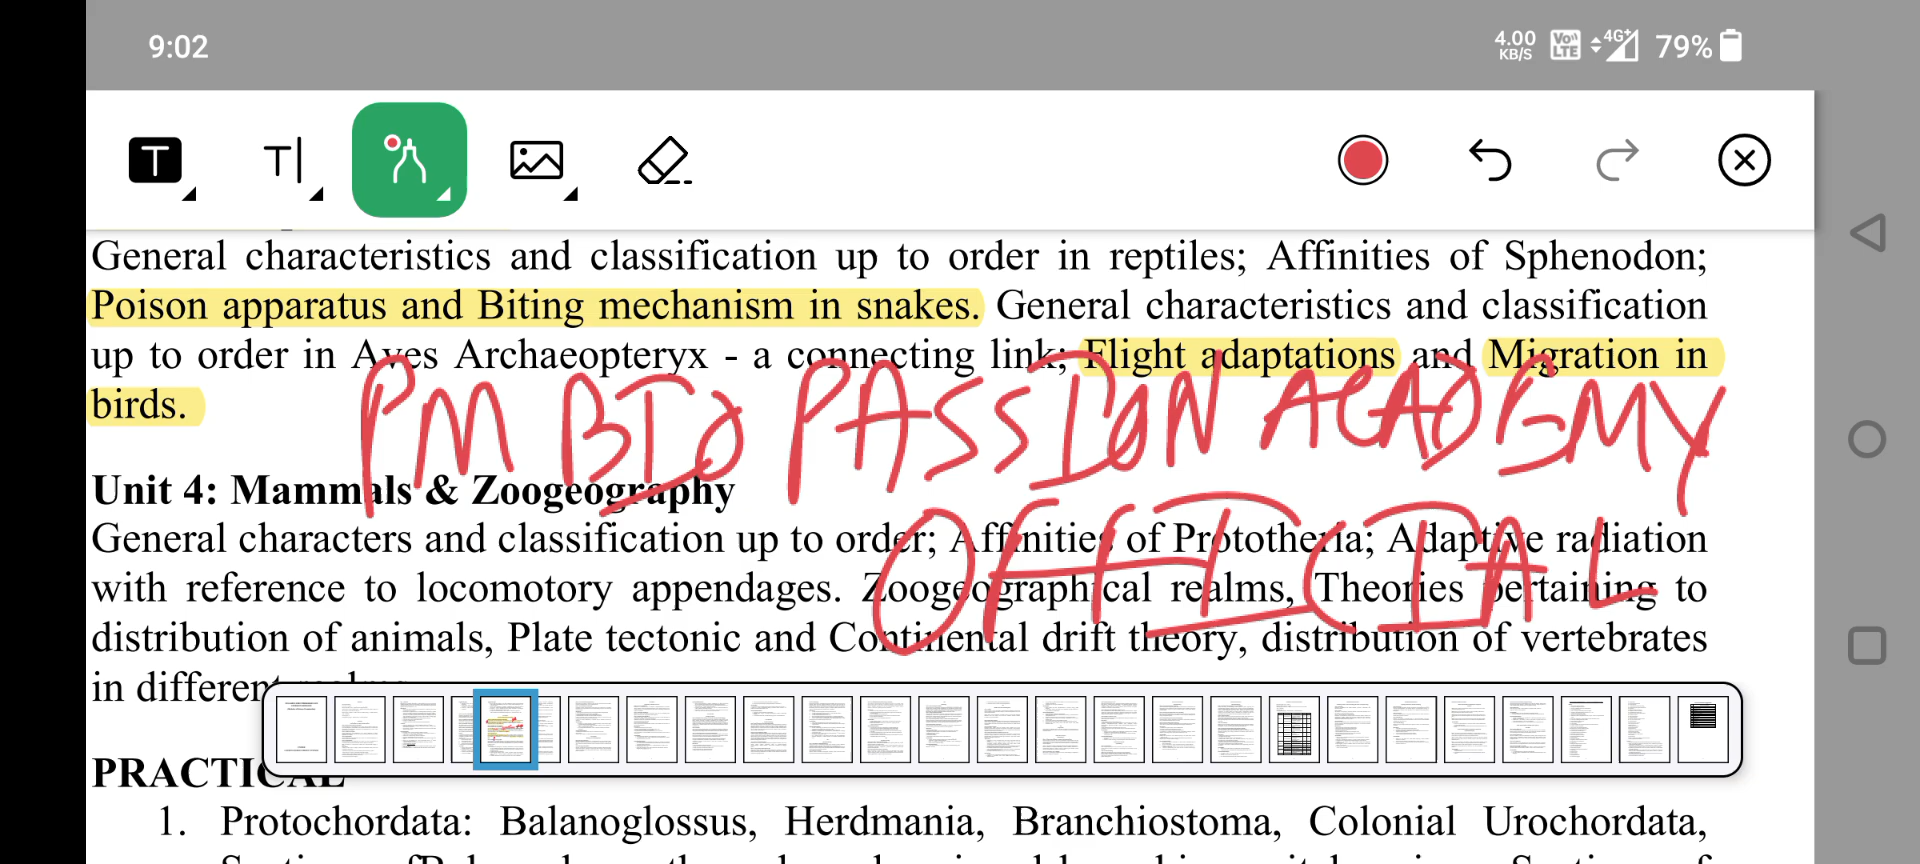 9:02
4.00 KB/S VoLTE 4G+ 79%
T T
General characteristics and classification up to order in reptiles; Affinities of Sphenodon;
Poison apparatus and Biting mechanism in snakes. General characteristics and classification
up to order in Aves Archaeopteryx - a connecting link; Flight adaptations and Migration in
birds.
PM BIO PASSION ACADEMY
OFFICIAL
Unit 4: Mammals & Zoogeography
General characters and classification up to order; Affinities of Prototheria; Adaptive radiation
with reference to locomotory appendages. Zoogeographical realms, Theories pertaining to
distribution of animals, Plate tectonic and Continental drift theory, distribution of vertebrates
in different
PRACTICAL
1. Protochordata: Balanoglossus, Herdmania, Branchiostoma, Colonial Urochordata,